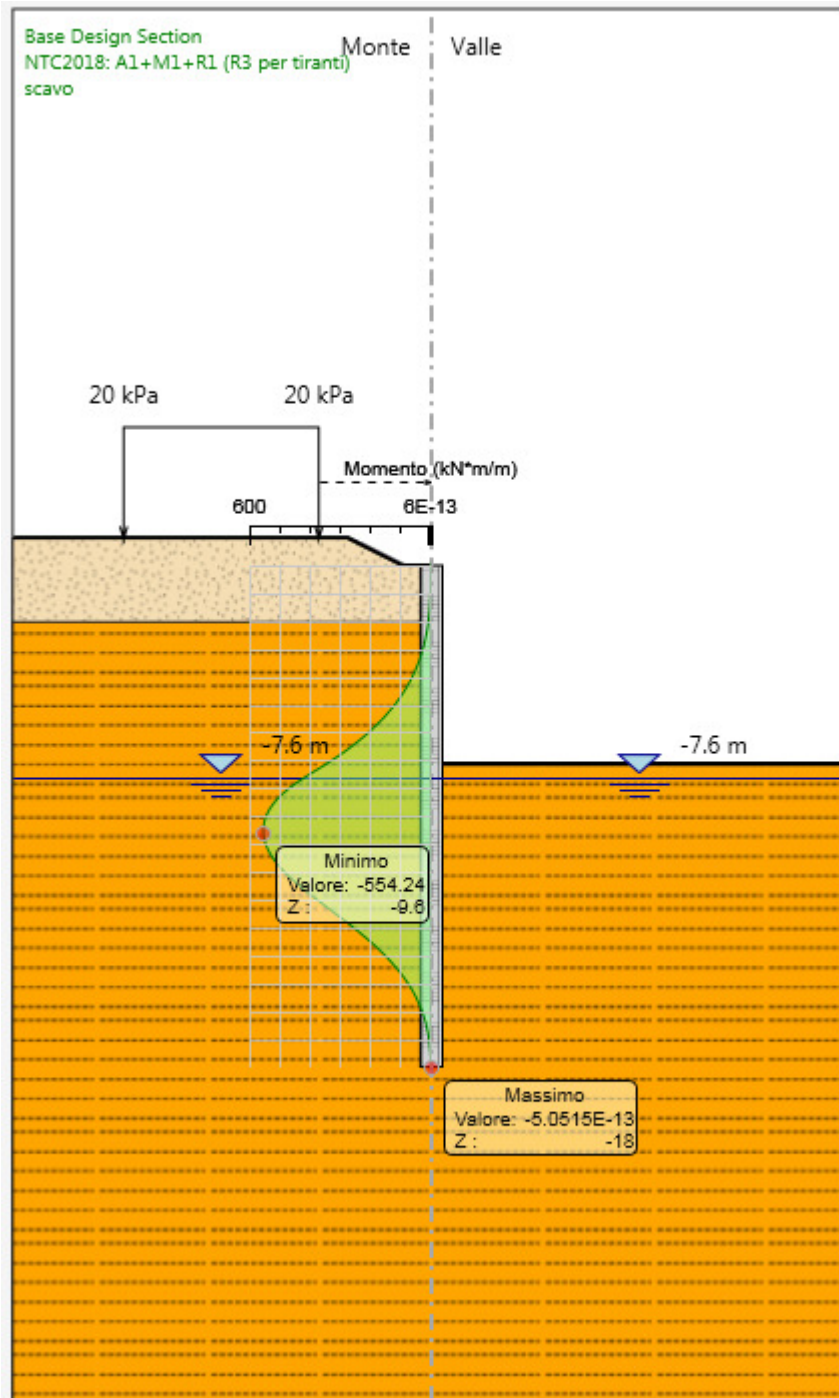 Base Design Section
NTC2018: A1+M1+R1 (R3 per tiranti)
scavo
Monte
Valle
20 kPa
20 kPa
Momento (kN*m/m)
600
6E-13
-7.6 m
-7.6 m
Minimo
Valore: -554.24
Z : -9.6
Massimo
Valore: -5.0515E-13
Z : -18